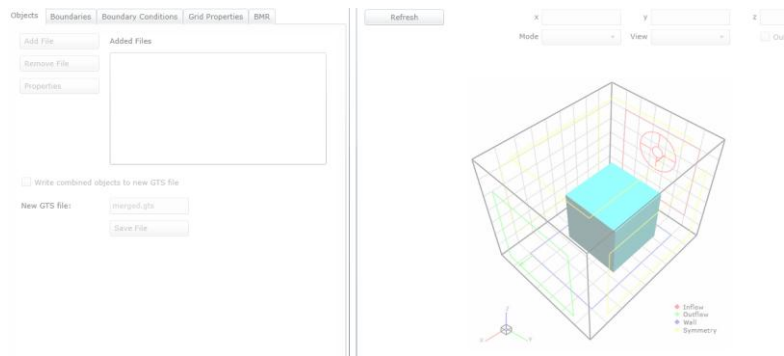 Objects Boundaries Boundary Conditions Grid Properties BMR
Add File Added Files
Remove File
Properties
Write combined objects to new GTS file
New GTS file: merged.gts
Save File
Refresh x y z
Mode View Ou
Inflow
Outflow
Wall
Symmetry
Z
X Y